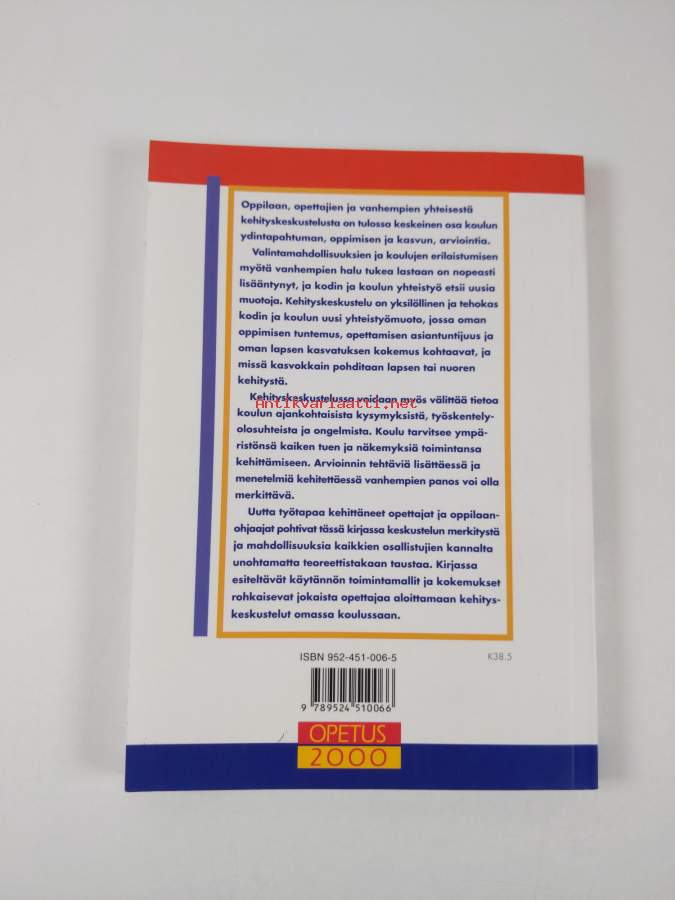 Oppilaan, opettajien ja vanhempien yhteisestä
kehityskeskustelusta on tulossa keskeinen osa koulun
ydintapahtuman, oppimisen ja kasvun, arviointia.
Valintamahdollisuuksien ja koulujen erilaistumisen
myötä vanhempien halu tukea lastaan on nopeasti
lisääntynyt, ja kodin ja koulun yhteistyö etsii uusia
muotoja. Kehityskeskustelu on yksilöllinen ja tehokas
kodin ja koulun uusi yhteistyömuoto, jossa oman
oppimisen tuntemus, opettamisen asiantuntijuus ja
oman lapsen kasvatuksen kokemus kohtaavat, ja
missä kasvokkain pohditaan lapsen tai nuoren
kehitystä.
Kehityskeskustelussa voidaan myös välittää tietoa
Antikvariaatti.net
koulun ajankohtaisista kysymyksistä, työskentely-
olosuhteista ja ongelmista. Koulu tarvitsee ympä-
ristönsä kaiken tuen ja näkemyksiä toimintansa
kehittämiseen. Arvioinnin tehtäviä lisättäessä ja
menetelmiä kehitettäessä vanhempien panos voi olla
merkittävä.
Uutta työtapaa kehittäneet opettajat ja oppilaan-
ohjaajat pohtivat tässä kirjassa keskustelun merkitystä
ja mahdollisuuksia kaikkien osallistujien kannalta
unohtamatta teoreettistakaan taustaa. Kirjassa
esiteltävät käytännön toimintamallit ja kokemukset
rohkaisevat jokaista opettajaa aloittamaan kehitys-
keskustelut omassa koulussaan.
ISBN 952-451-006-5
K38.5
9 789524 510066
OPETUS
2000